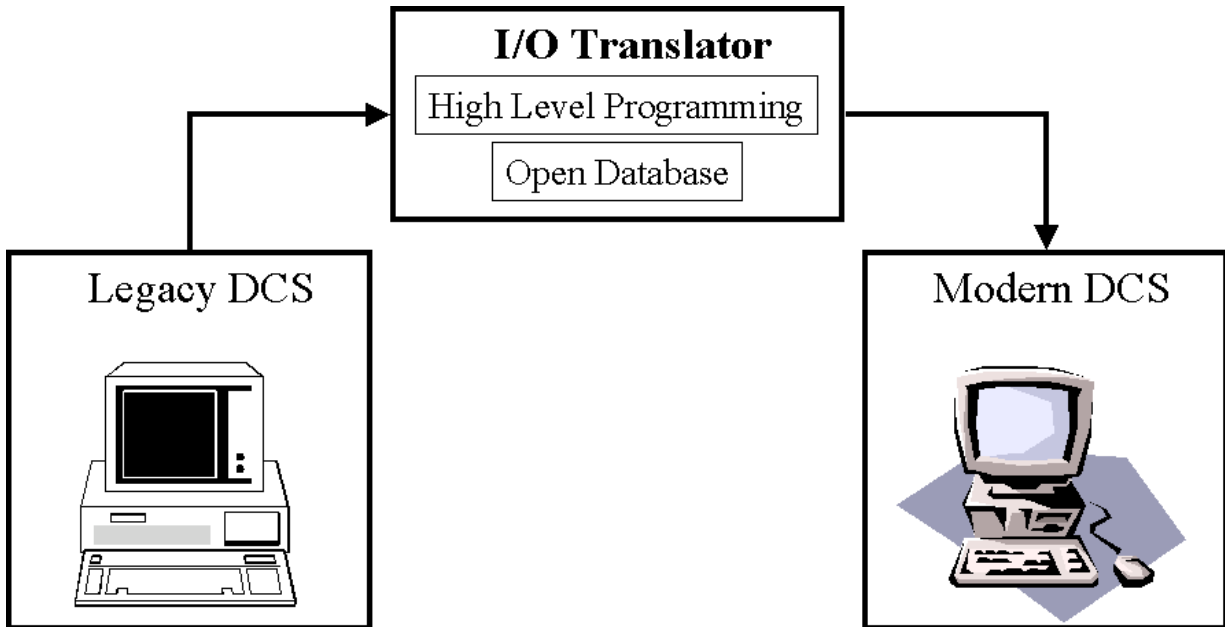 I/O Translator
High Level Programming
Open Database
Legacy DCS
Modern DCS